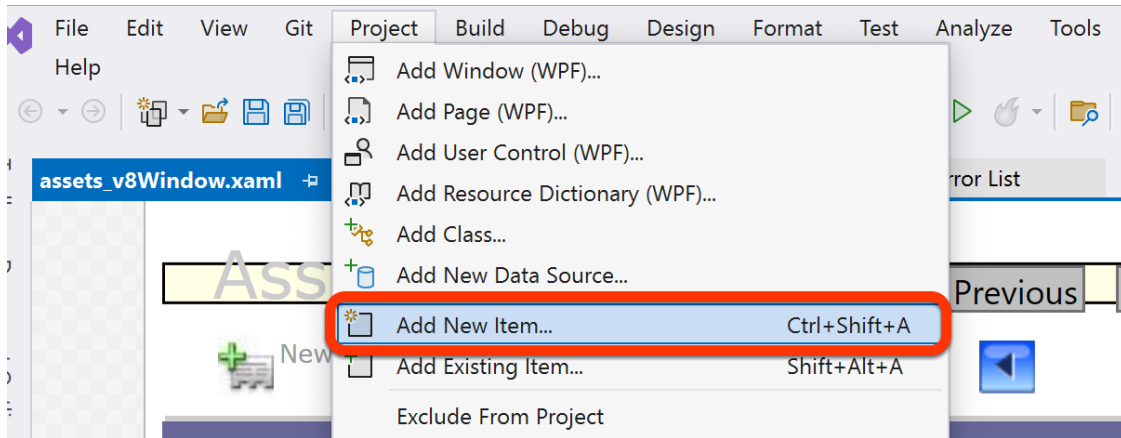 File Edit View Git Project Build Debug Design Format Test Analyze Tools
Help
Add Window (WPF)...
Add Page (WPF)...
Add User Control (WPF)...
assets_v8Window.xaml
rror List
Add Resource Dictionary (WPF)...
Add Class...
Add New Data Source...
Ass
Previous
Add New Item... Ctrl+Shift+A
New
Add Existing Item... Shift+Alt+A
Exclude From Project